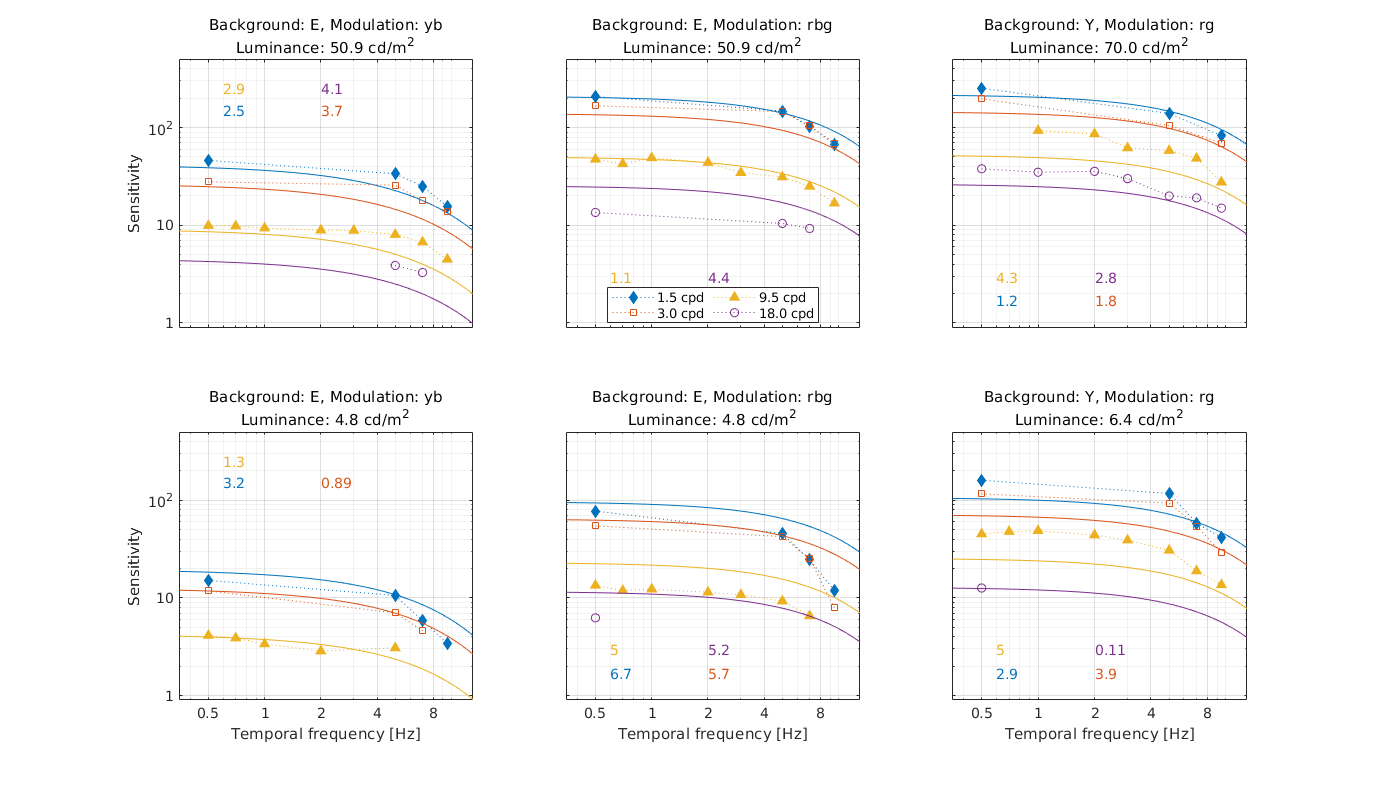 Background: E, Modulation: yb
Luminance: 50.9 cd/m²
Background: E, Modulation: rbg
Luminance: 50.9 cd/m²
Background: Y, Modulation: rg
Luminance: 70.0 cd/m²
Sensitivity
10²
10
1
2.9 4.1
2.5 3.7
1.1 4.4
1.5 cpd 9.5 cpd
3.0 cpd 18.0 cpd
4.3 2.8
1.2 1.8
Background: E, Modulation: yb
Luminance: 4.8 cd/m²
Background: E, Modulation: rbg
Luminance: 4.8 cd/m²
Background: Y, Modulation: rg
Luminance: 6.4 cd/m²
Sensitivity
10²
10
1
1.3
3.2 0.89
5 5.2
6.7 5.7
5 0.11
2.9 3.9
0.5 1 2 4 8
0.5 1 2 4 8
0.5 1 2 4 8
Temporal frequency [Hz]
Temporal frequency [Hz]
Temporal frequency [Hz]